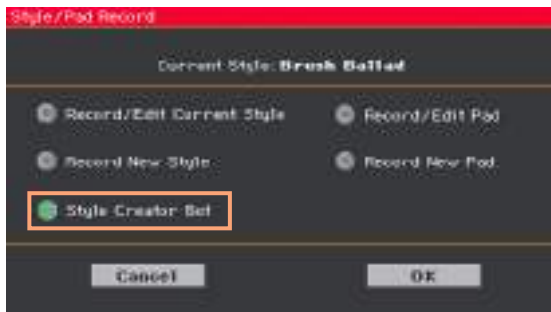 Style/Pad Record
Current Style: Brush Ballad
Record/Edit Current Style
Record/Edit Pad
Record New Style
Record New Pad
Style Creator Bot
Cancel
OK